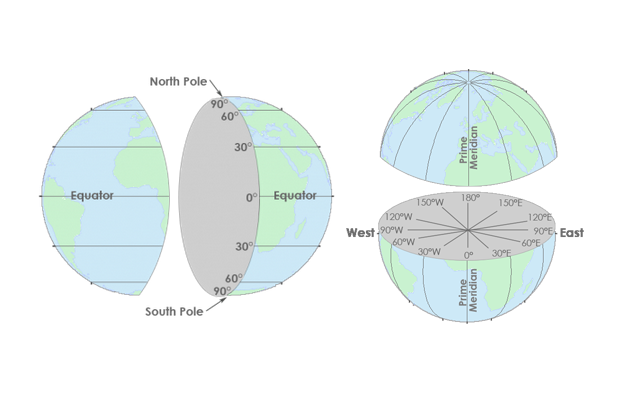 North Pole
90°
60°
30°
Equator
0°
Equator
30°
60°
90°
South Pole
Prime
Meridian
180°
150°W
150°E
120°W
120°E
West
90°W
90°E
East
60°W
60°E
30°W
0°
30°E
Prime
Meridian